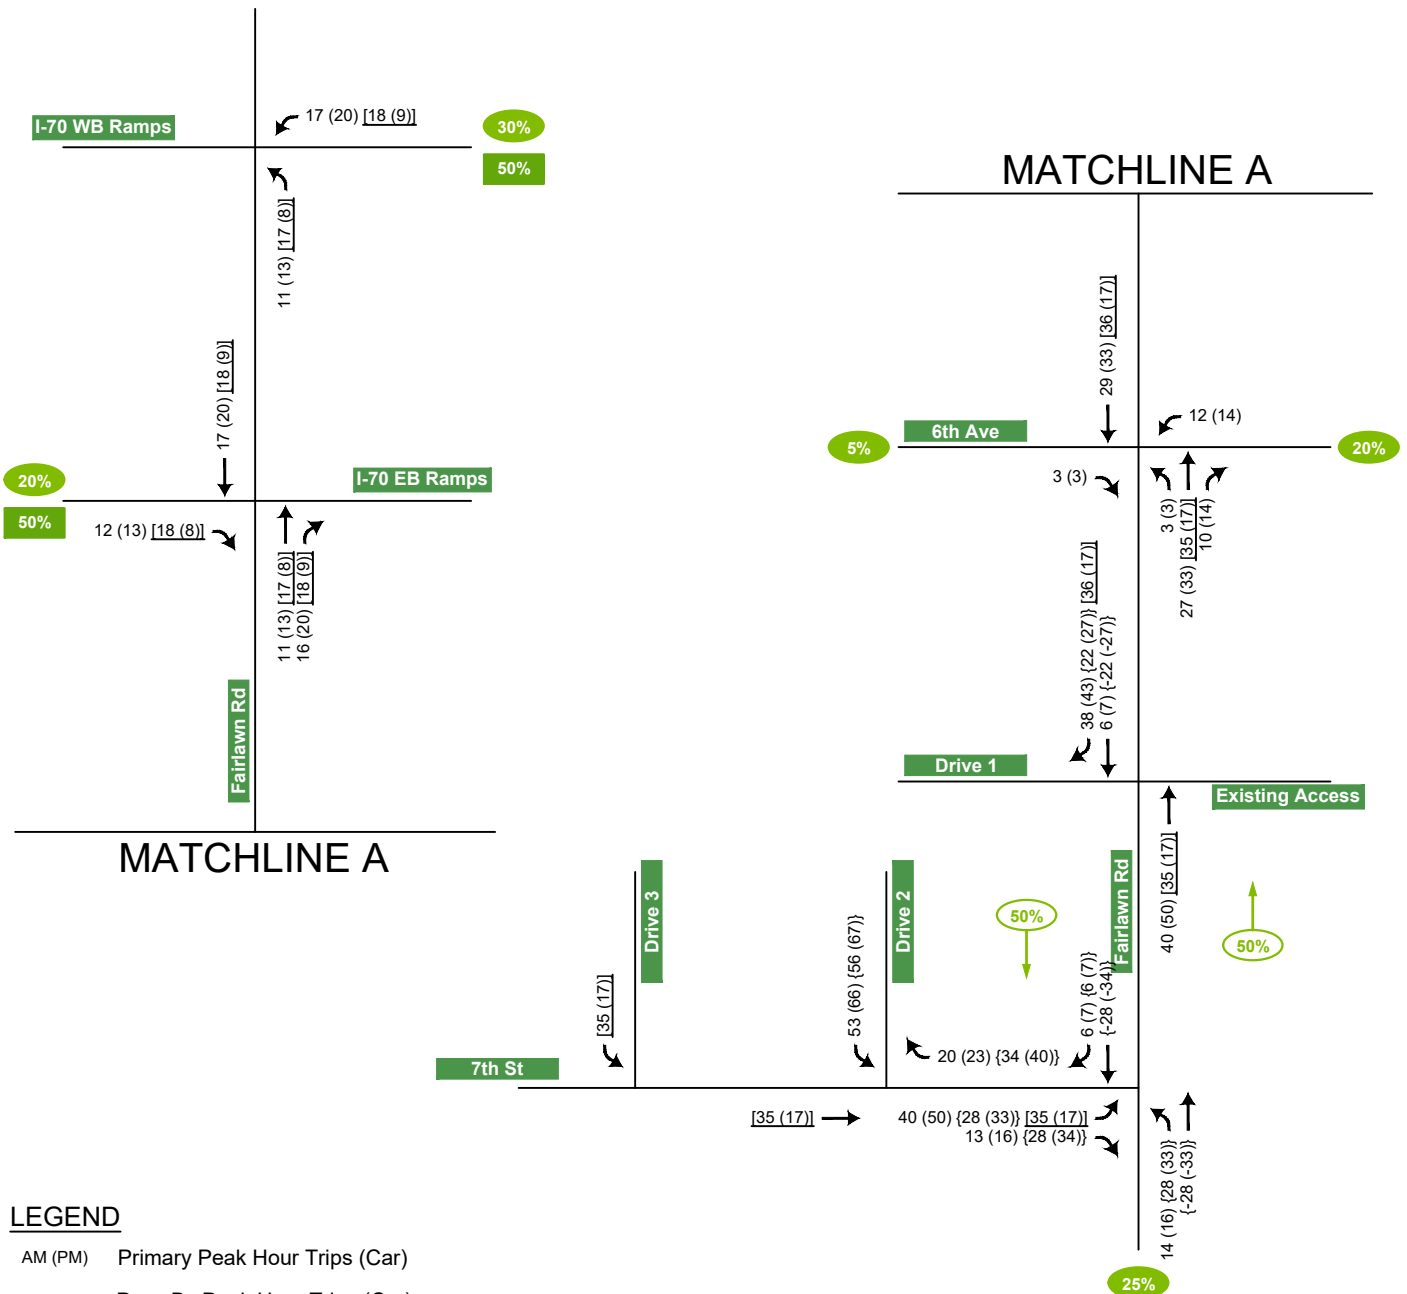 I-70 WB Ramps
17 (20) [18 (9)]
30%
50%
11 (13) [17 (8)]
17 (20) [18 (9)]
20%
50%
I-70 EB Ramps
12 (13) [18 (8)]
11 (13) [17 (8)]
16 (20) [18 (9)]
Fairlawn Rd
MATCHLINE A
MATCHLINE A
29 (33) [36 (17)]
12 (14)
5%
6th Ave
20%
3 (3)
3 (3)
27 (33) [35 (17)]
10 (14)
38 (43) {22 (27)} [36 (17)]
6 (7) {-22 (-27)}
Drive 1
Existing Access
40 (50) [35 (17)]
Fairlawn Rd
50%
50%
Drive 3
Drive 2
[35 (17)]
53 (66) {56 (67)}
6 (7) {6 (7)}
{-28 (-34)}
20 (23) {34 (40)}
7th St
[35 (17)]
40 (50) {28 (33)} [35 (17)]
13 (16) {28 (34)}
14 (16) {28 (33)}
{-28 (-33)}
25%
LEGEND
AM (PM) Primary Peak Hour Trips (Car)